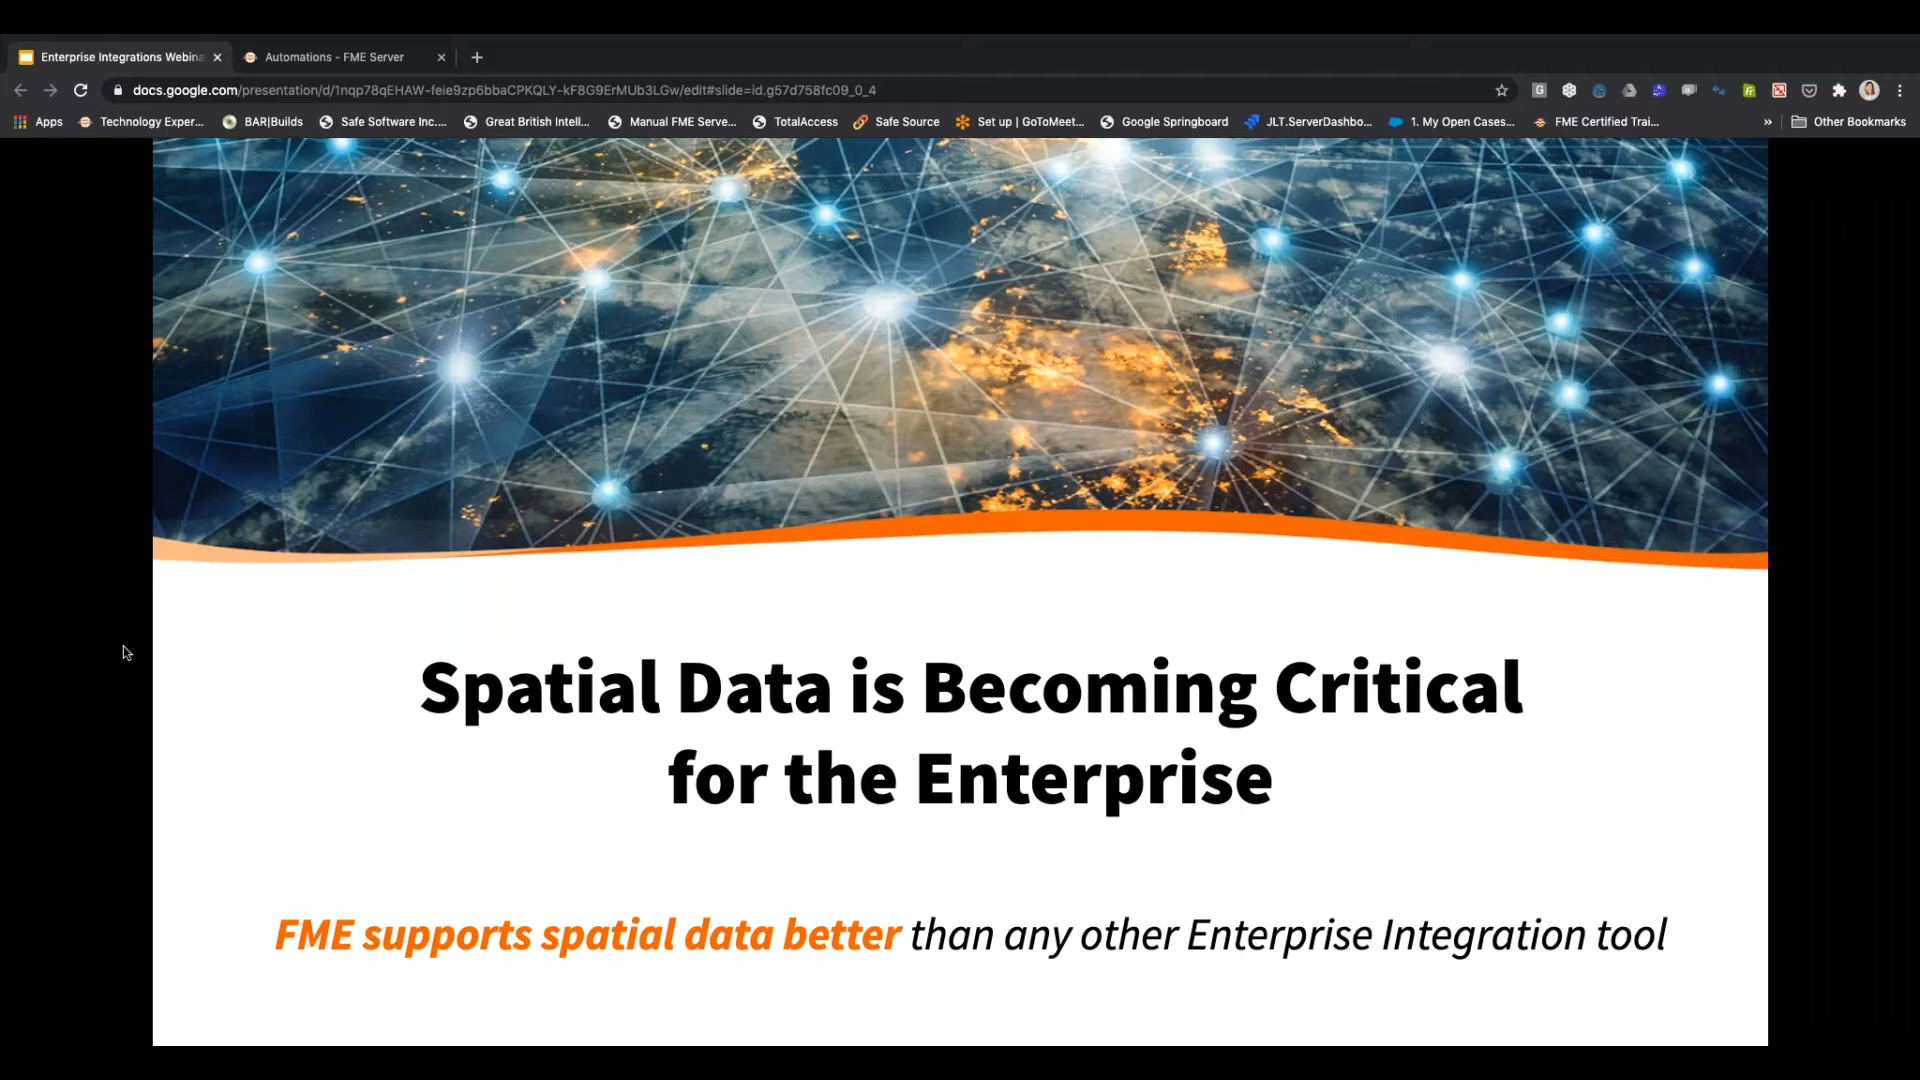 Enterprise Integrations Webina
Automations - FME Server
docs.google.com/presentation/d/1nqp78qEHAW-feie9zp6bbaCPKQLY-kF8G9ErMUb3LGw/edit#slide=id.g57d758fc09_0_4
Apps Technology Exper... BAR|Builds Safe Software Inc.... Great British Intell... Manual FME Serve... TotalAccess Safe Source Set up | GoToMeet... Google Springboard JLT.ServerDashbo... 1. My Open Cases... FME Certified Trai... » Other Bookmarks
Spatial Data is Becoming Critical
for the Enterprise
FME supports spatial data better than any other Enterprise Integration tool